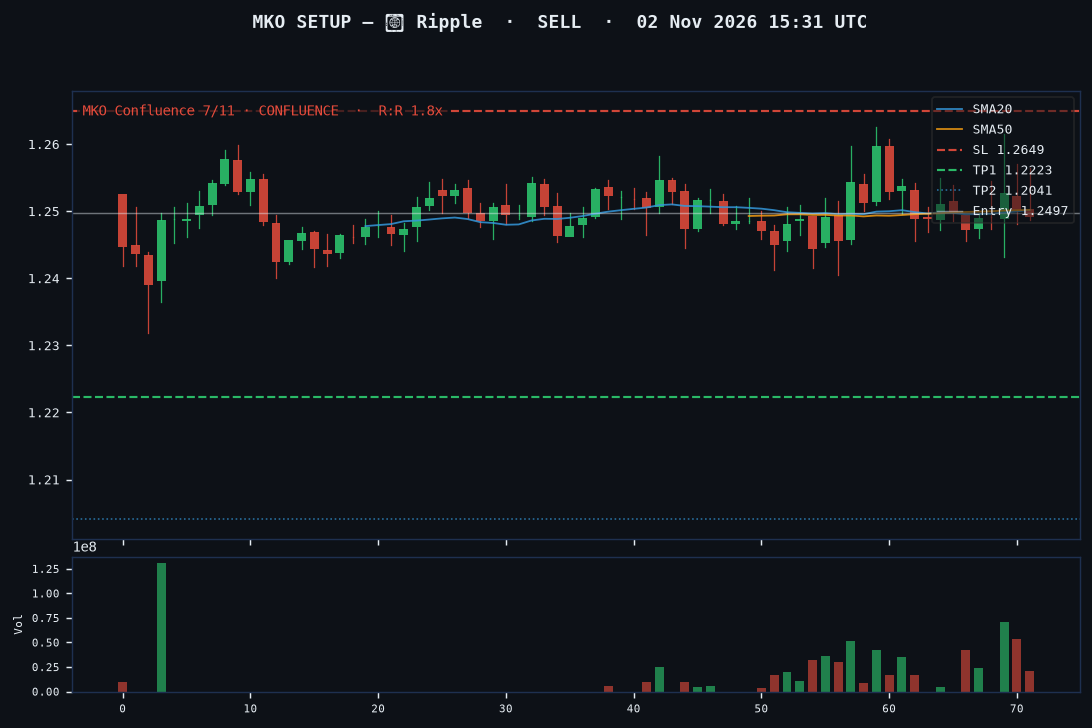 MKO SETUP — Ripple · SELL · 02 Nov 2026 15:31 UTC
MKO Confluence 7/11 · CONFLUENCE · R:R 1.8x
SMA20
SMA50
SL 1.2649
TP1 1.2223
TP2 1.2041
Entry 1.2497
1.26
1.25
1.24
1.23
1.22
1.21
1e8
1.25
1.00
0.75
0.50
0.25
0.00
Vol
0 10 20 30 40 50 60 70